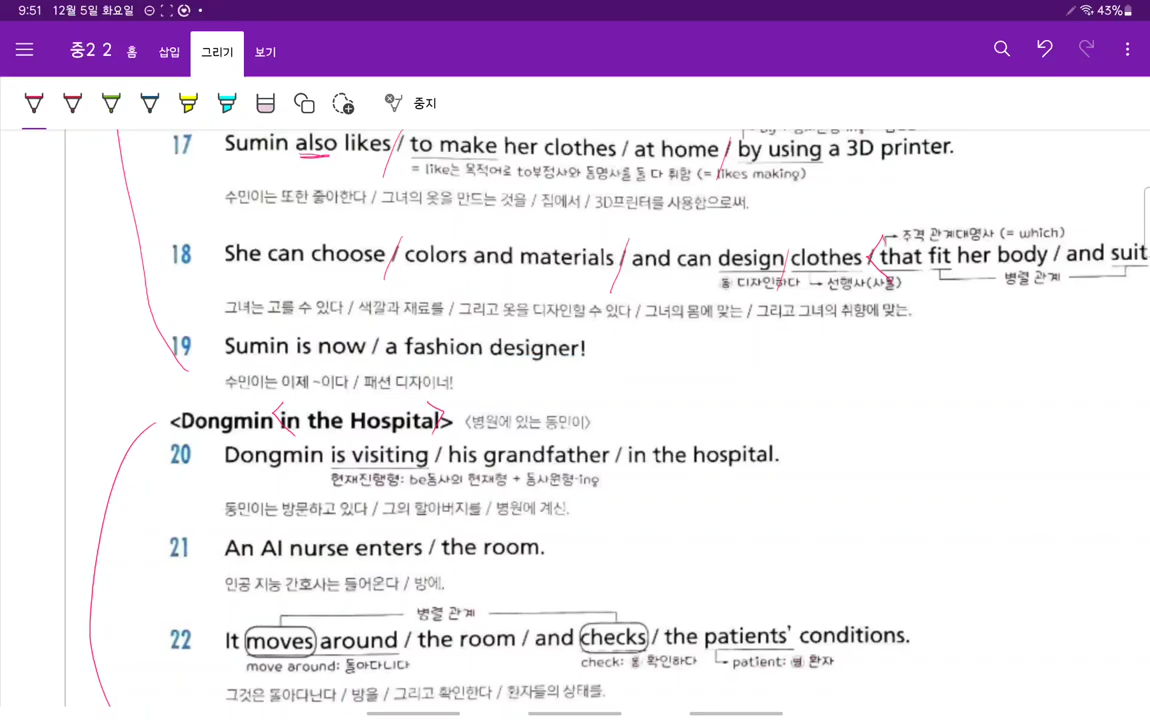 9:51 12월 5일 화요일 43%
중2 2 홈 삽입 그리기 보기
중지
17 Sumin also likes / to make her clothes / at home / by using a 3D printer.
= like는 목적어로 to부정사와 동명사를 둘 다 취함 (= likes making)
수민이는 또한 좋아한다 / 그녀의 옷을 만드는 것을 / 집에서 / 3D프린터를 사용함으로써.
주격 관계대명사 (= which)
18 She can choose / colors and materials / and can design clothes / that fit her body / and suit
동 디자인하다 선행사(사물) 병렬 관계
그녀는 고를 수 있다 / 색깔과 재료를 / 그리고 옷을 디자인할 수 있다 / 그녀의 몸에 맞는 / 그리고 그녀의 취향에 맞는.
19 Sumin is now / a fashion designer!
수민이는 이제 ~이다 / 패션 디자이너!
<Dongmin in the Hospital> 〈병원에 있는 동민이〉
20 Dongmin is visiting / his grandfather / in the hospital.
현재진행형: be동사의 현재형 + 동사원형-ing
동민이는 방문하고 있다 / 그의 할아버지를 / 병원에 계신.
21 An AI nurse enters / the room.
인공 지능 간호사는 들어온다 / 방에.
병렬 관계
22 It moves around / the room / and checks / the patients’ conditions.
move around: 돌아다니다 check: 동 확인하다 patient: 명 환자
그것은 돌아다닌다 / 방을 / 그리고 확인한다 / 환자들의 상태를.